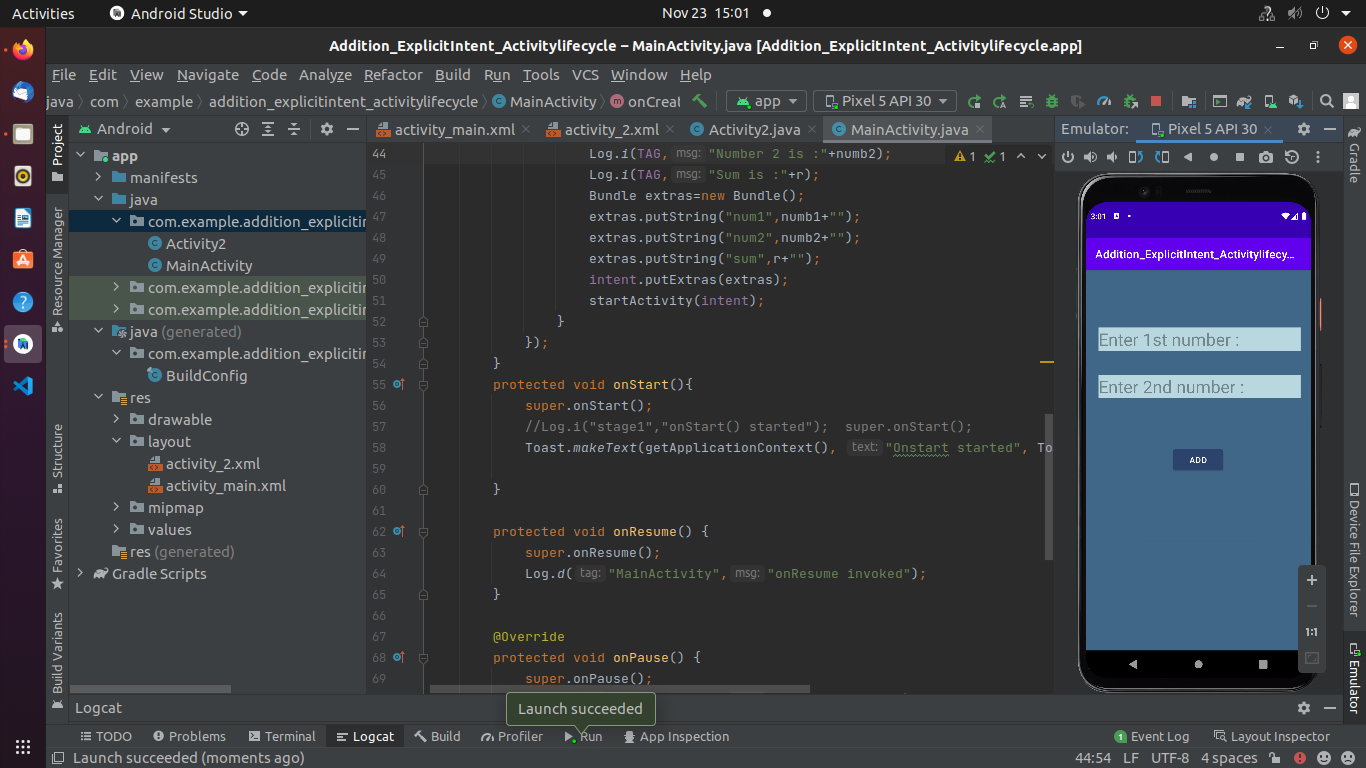 Activities
Android Studio
Nov 23 15:01
Addition_ExplicitIntent_Activitylifecycle – MainActivity.java [Addition_ExplicitIntent_Activitylifecycle.app]
File Edit View Navigate Code Analyze Refactor Build Run Tools VCS Window Help
java com example addition_explicitintent_activitylifecycle MainActivity onCreat app Pixel 5 API 30
Project
Android
activity_main.xml activity_2.xml Activity2.java MainActivity.java
Emulator: Pixel 5 API 30
app
manifests
java
com.example.addition_explicitin
Activity2
MainActivity
com.example.addition_explicitin
com.example.addition_explicitin
java (generated)
com.example.addition_explicitin
BuildConfig
res
drawable
layout
activity_2.xml
activity_main.xml
mipmap
values
res (generated)
Gradle Scripts
Resource Manager
Structure
Favorites
Build Variants
44 Log.i(TAG, msg: "Number 2 is :"+numb2);
1 1
45 Log.i(TAG, msg: "Sum is :"+r);
46 Bundle extras=new Bundle();
47 extras.putString("num1",numb1+"");
48 extras.putString("num2",numb2+"");
49 extras.putString("sum",r+"");
50 intent.putExtras(extras);
51 startActivity(intent);
52 }
53 });
54 }
55 protected void onStart(){
56 super.onStart();
57 //Log.i("stage1","onStart() started"); super.onStart();
58 Toast.makeText(getApplicationContext(), text: "Onstart started", To
59
60 }
61
62 protected void onResume() {
63 super.onResume();
64 Log.d( tag: "MainActivity", msg: "onResume invoked");
65 }
66
67 @Override
68 protected void onPause() {
69 super.onPause();
3:01
Addition_ExplicitIntent_Activitylifecy...
Enter 1st number :
Enter 2nd number :
ADD
1:1
Gradle
Device File Explorer
Emulator
Logcat
Launch succeeded
TODO Problems Terminal Logcat Build Profiler Run App Inspection
1 Event Log Layout Inspector
Launch succeeded (moments ago)
44:54 LF UTF-8 4 spaces